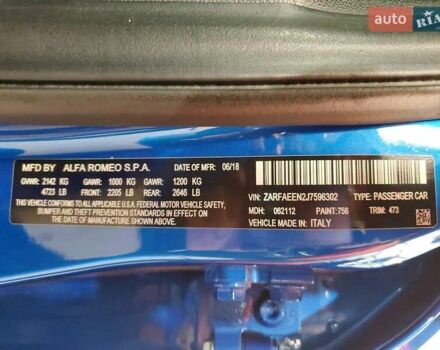 auto RIA
MFD BY ALFA ROMEO S.P.A. DATE OF MFR: 06/18
GVWR: 2142 KG GAWR: 1000 KG GAWR: 1200 KG
4723 LB FRONT: 2205 LB REAR: 2646 LB
THIS VEHICLE CONFORMS TO ALL APPLICABLE U.S.A. FEDERAL
MOTOR VEHICLE SAFETY, BUMPER, AND THEFT PREVENTION
STANDARDS IN EFFECT ON THE DATE OF MANUFACTURE SHOWN ABOVE.
VIN: ZARFAEEN2J7596302 TYPE: PASSENGER CAR
MDH: 062112 PAINT: 756 TRIM: 473
VEHICLE MADE IN: ITALY